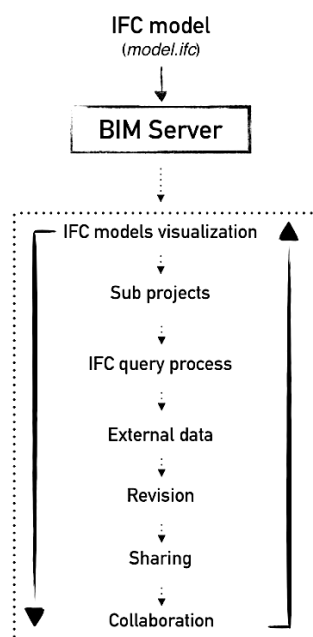 IFC model
(model.ifc)
BIM Server
IFC models visualization
Sub projects
IFC query process
External data
Revision
Sharing
Collaboration